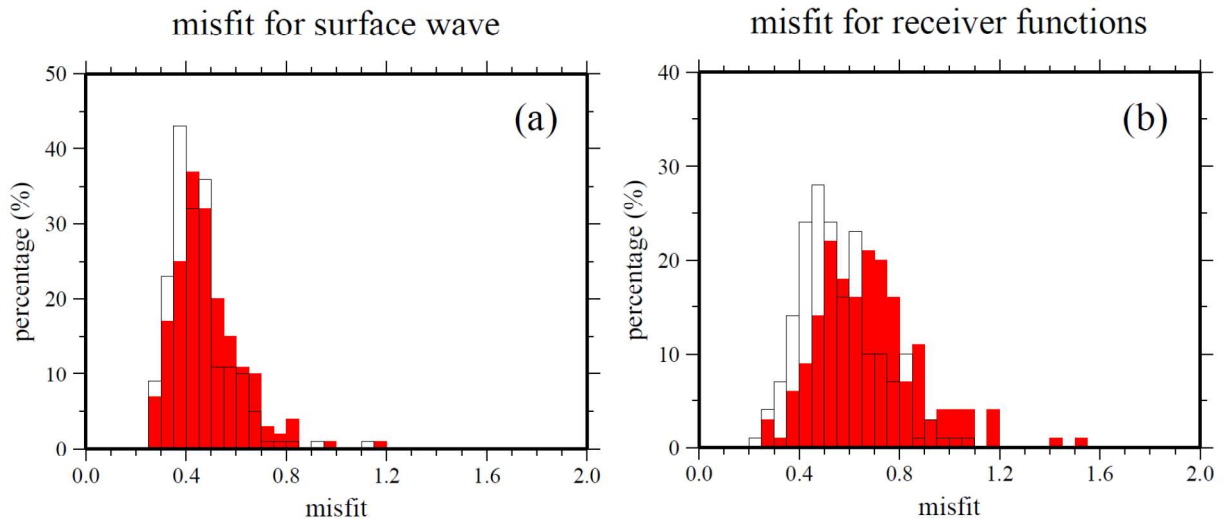 misfit for surface wave
50
40
30
20
10
0
percentage (%)
(a)
0.0 0.4 0.8 1.2 1.6 2.0
misfit
misfit for receiver functions
40
30
20
10
0
percentage (%)
(b)
0.0 0.4 0.8 1.2 1.6 2.0
misfit